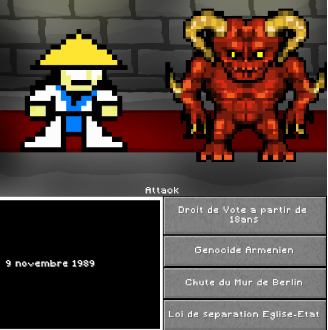 Attack
9 novembre 1989
Droit de Vote a partir de
18ans
Genocide Armenien
Chute du Mur de Berlin
Loi de separation Eglise-Etat